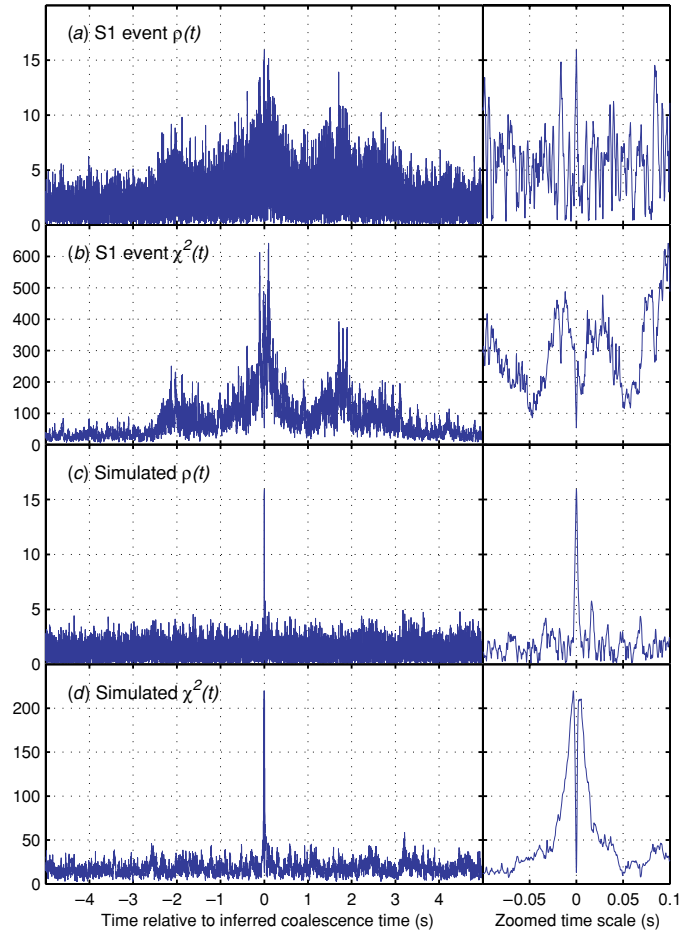 (a) S1 event ρ(t)
15
10
5
0
(b) S1 event χ²(t)
600
500
400
300
200
100
0
(c) Simulated ρ(t)
15
10
5
0
(d) Simulated χ²(t)
200
150
100
50
0
−4 −3 −2 −1 0 1 2 3 4
−0.05 0 0.05 0.1
Time relative to inferred coalescence time (s)
Zoomed time scale (s)